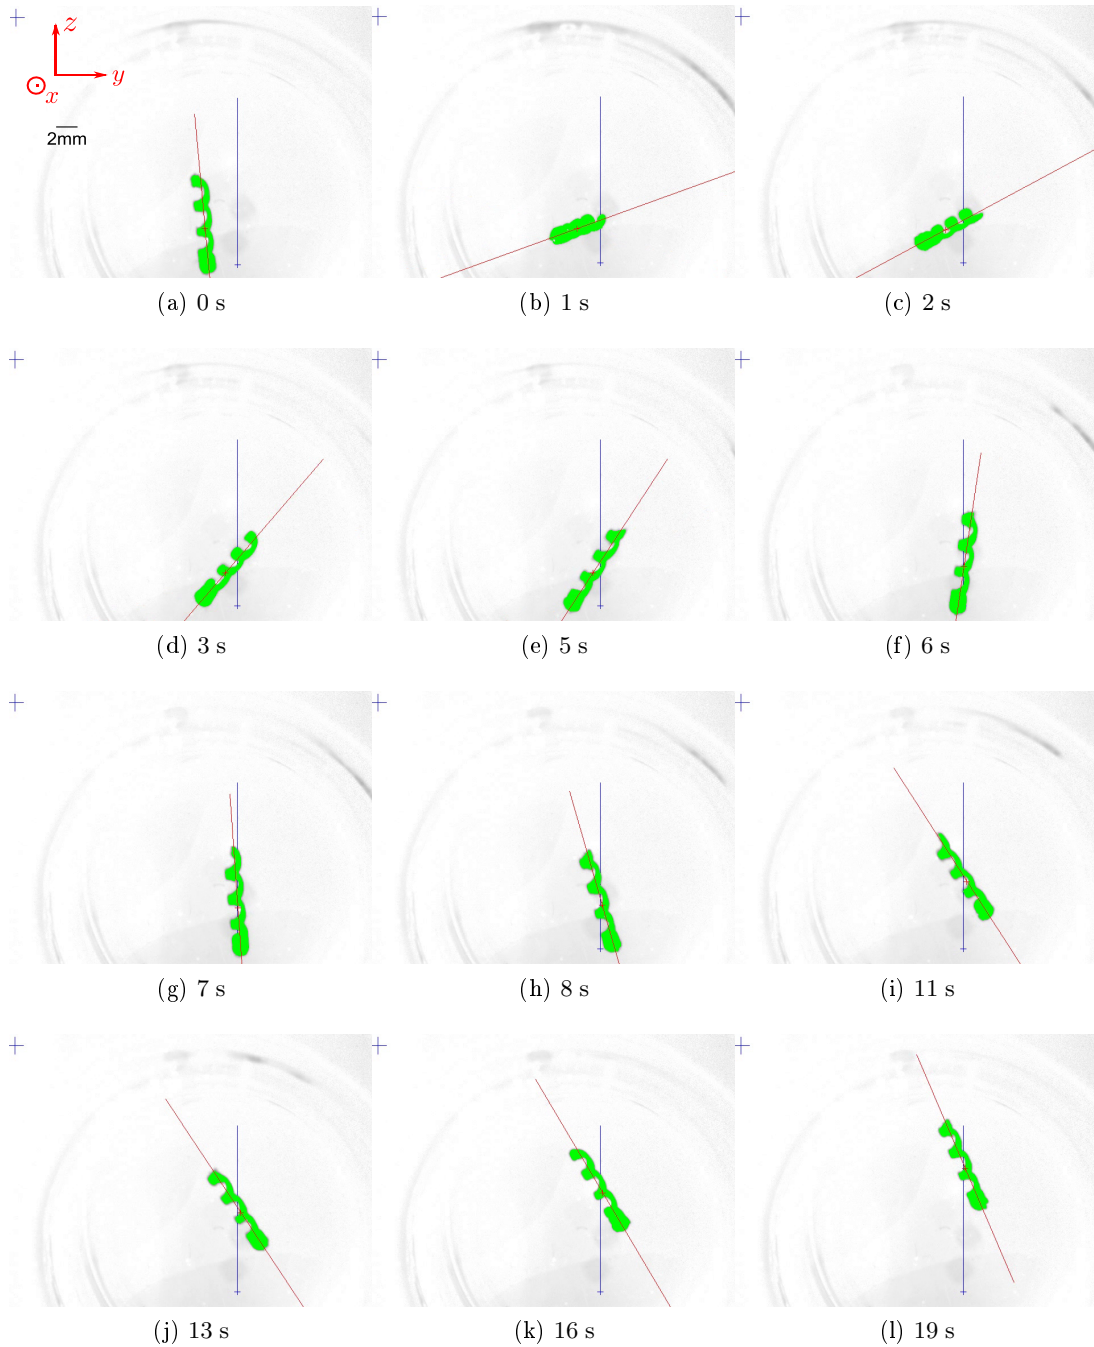 z
y
x
2mm
(a) 0 s
(b) 1 s
(c) 2 s
(d) 3 s
(e) 5 s
(f) 6 s
(g) 7 s
(h) 8 s
(i) 11 s
(j) 13 s
(k) 16 s
(l) 19 s